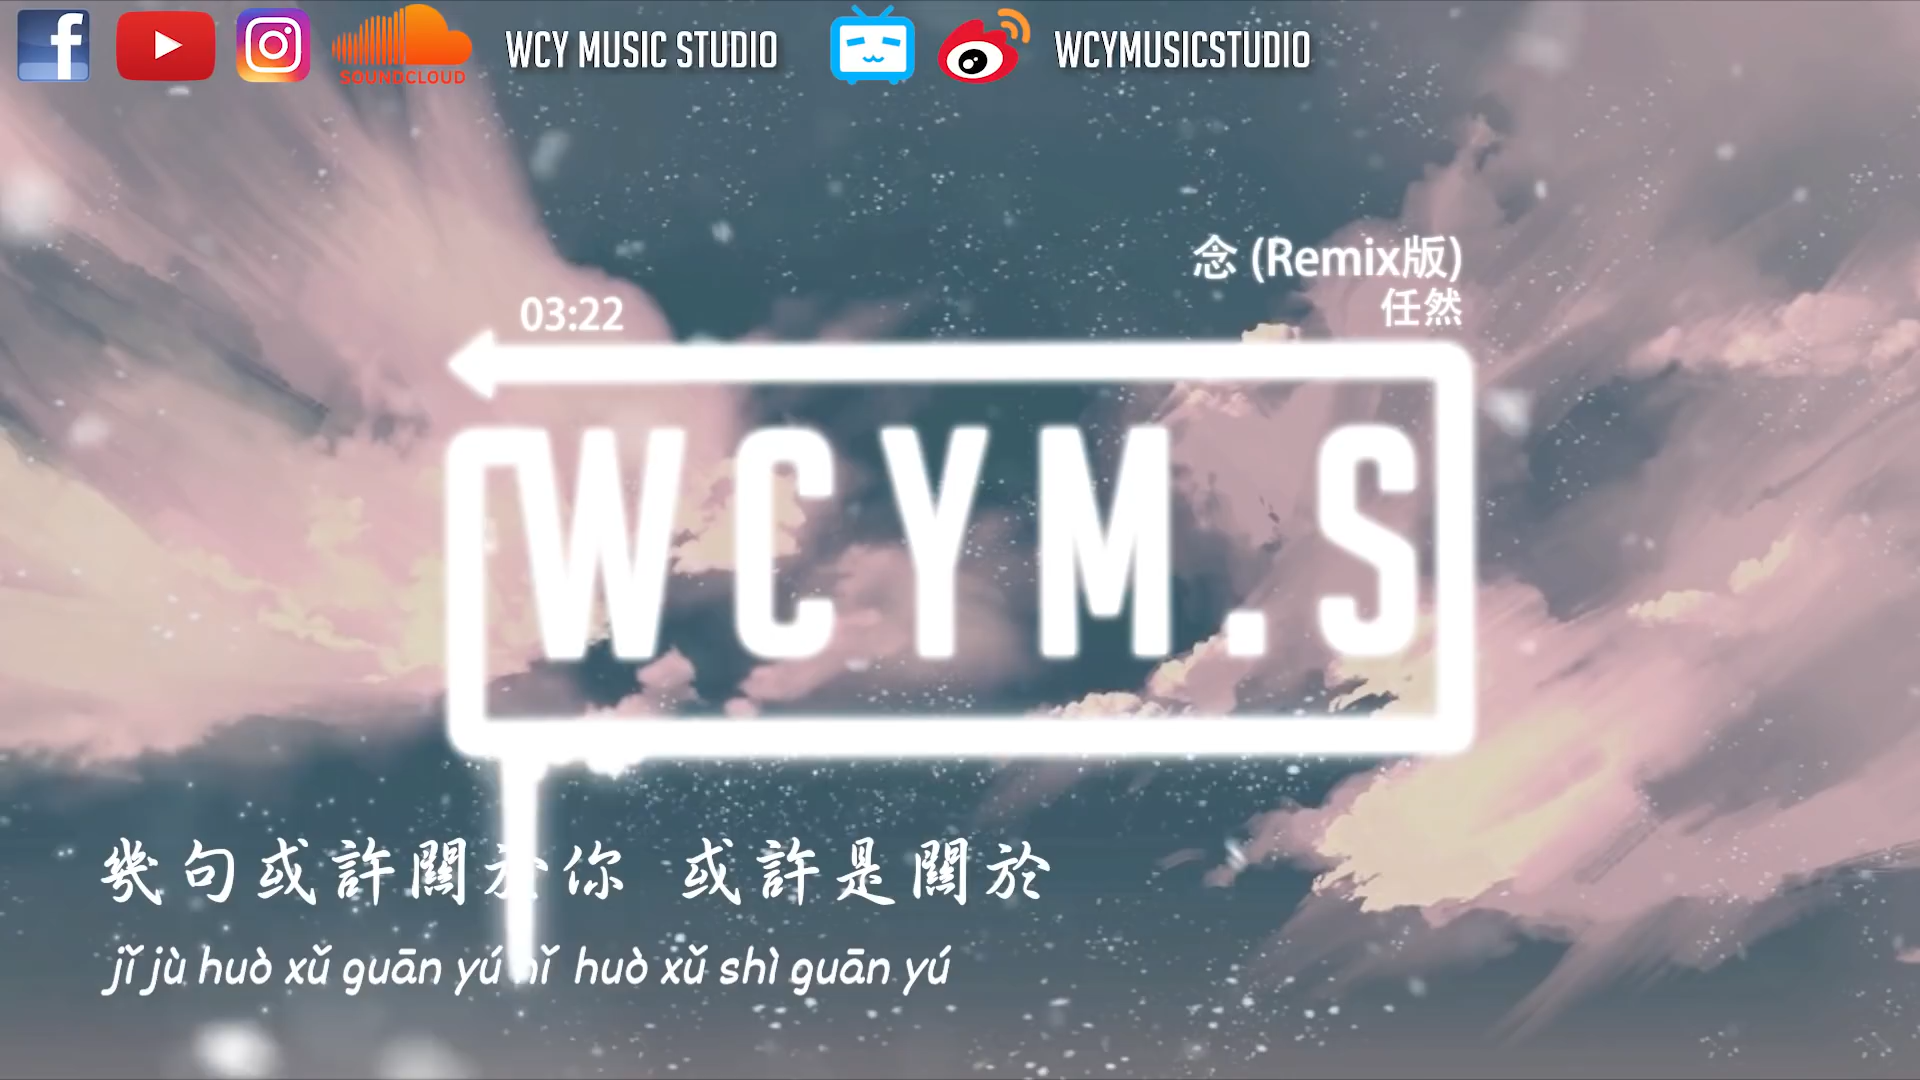 SOUNDCLOUD
WCY MUSIC STUDIO
WCYMUSICSTUDIO
念 (Remix版)
任然
03:22
WCYM.S
幾句或許關於你 或許是關於
jǐ jù huò xǔ guān yú nǐ huò xǔ shì guān yú